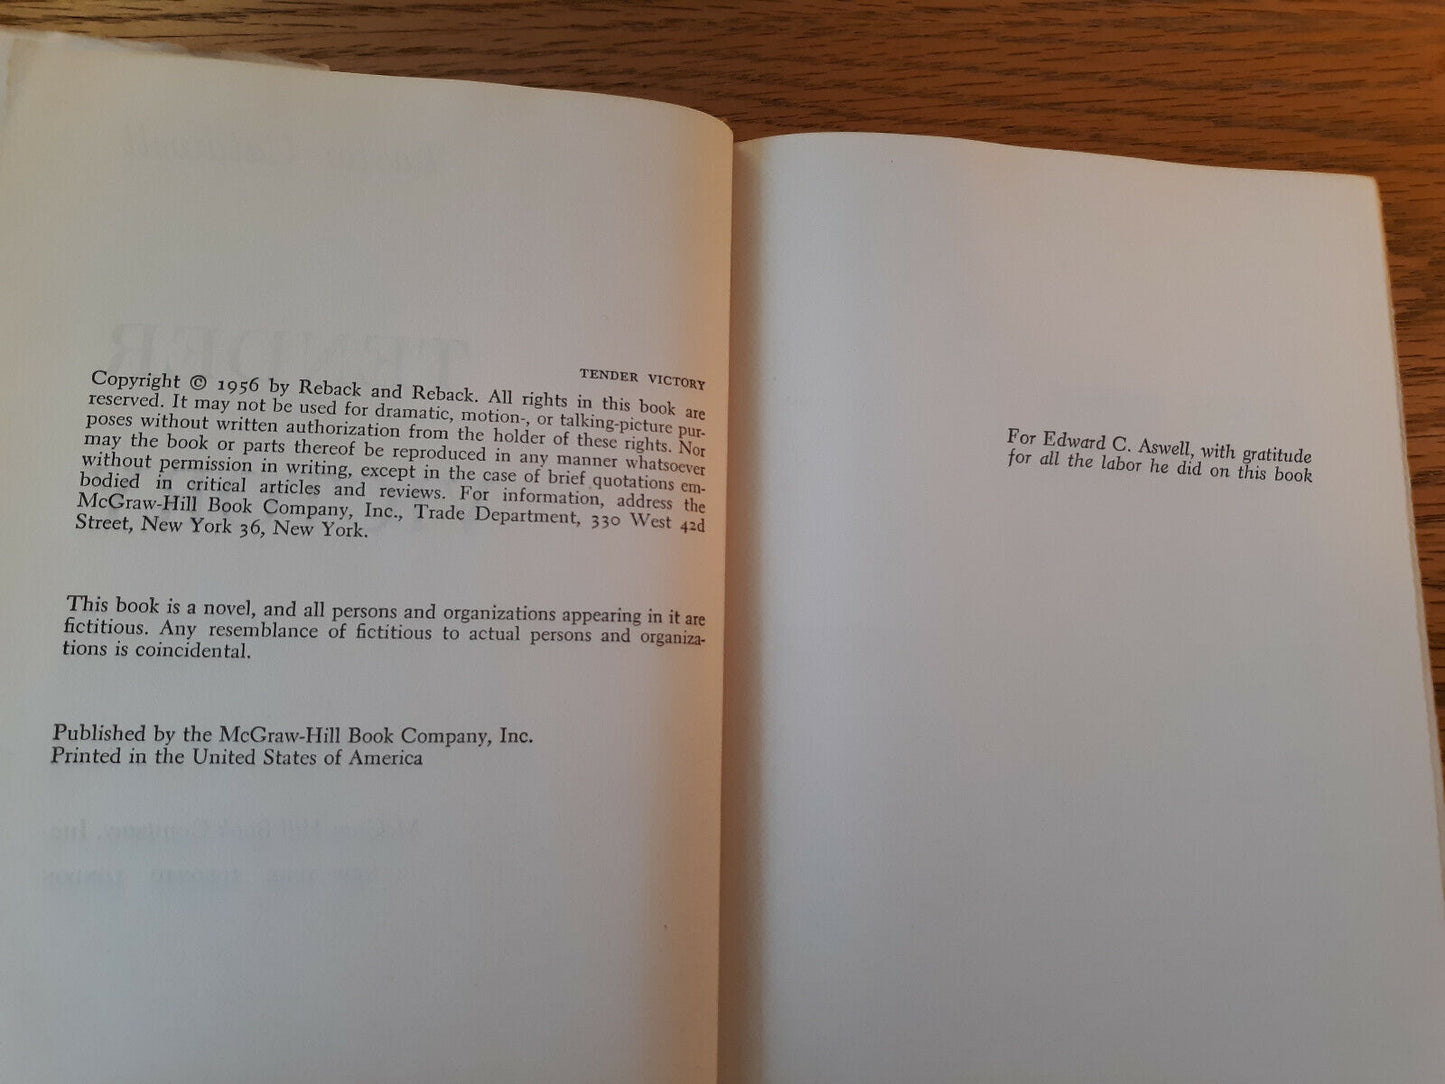 TENDER VICTORY
Copyright © 1956 by Reback and Reback. All rights in this book are
reserved. It may not be used for dramatic, motion-, or talking-picture pur-
poses without written authorization from the holder of these rights. Nor
may the book or parts thereof be reproduced in any manner whatsoever
without permission in writing, except in the case of brief quotations em-
bodied in critical articles and reviews. For information, address the
McGraw-Hill Book Company, Inc., Trade Department, 330 West 42d
Street, New York 36, New York.
This book is a novel, and all persons and organizations appearing in it are
fictitious. Any resemblance of fictitious to actual persons and organiza-
tions is coincidental.
Published by the McGraw-Hill Book Company, Inc.
Printed in the United States of America
For Edward C. Aswell, with gratitude
for all the labor he did on this book